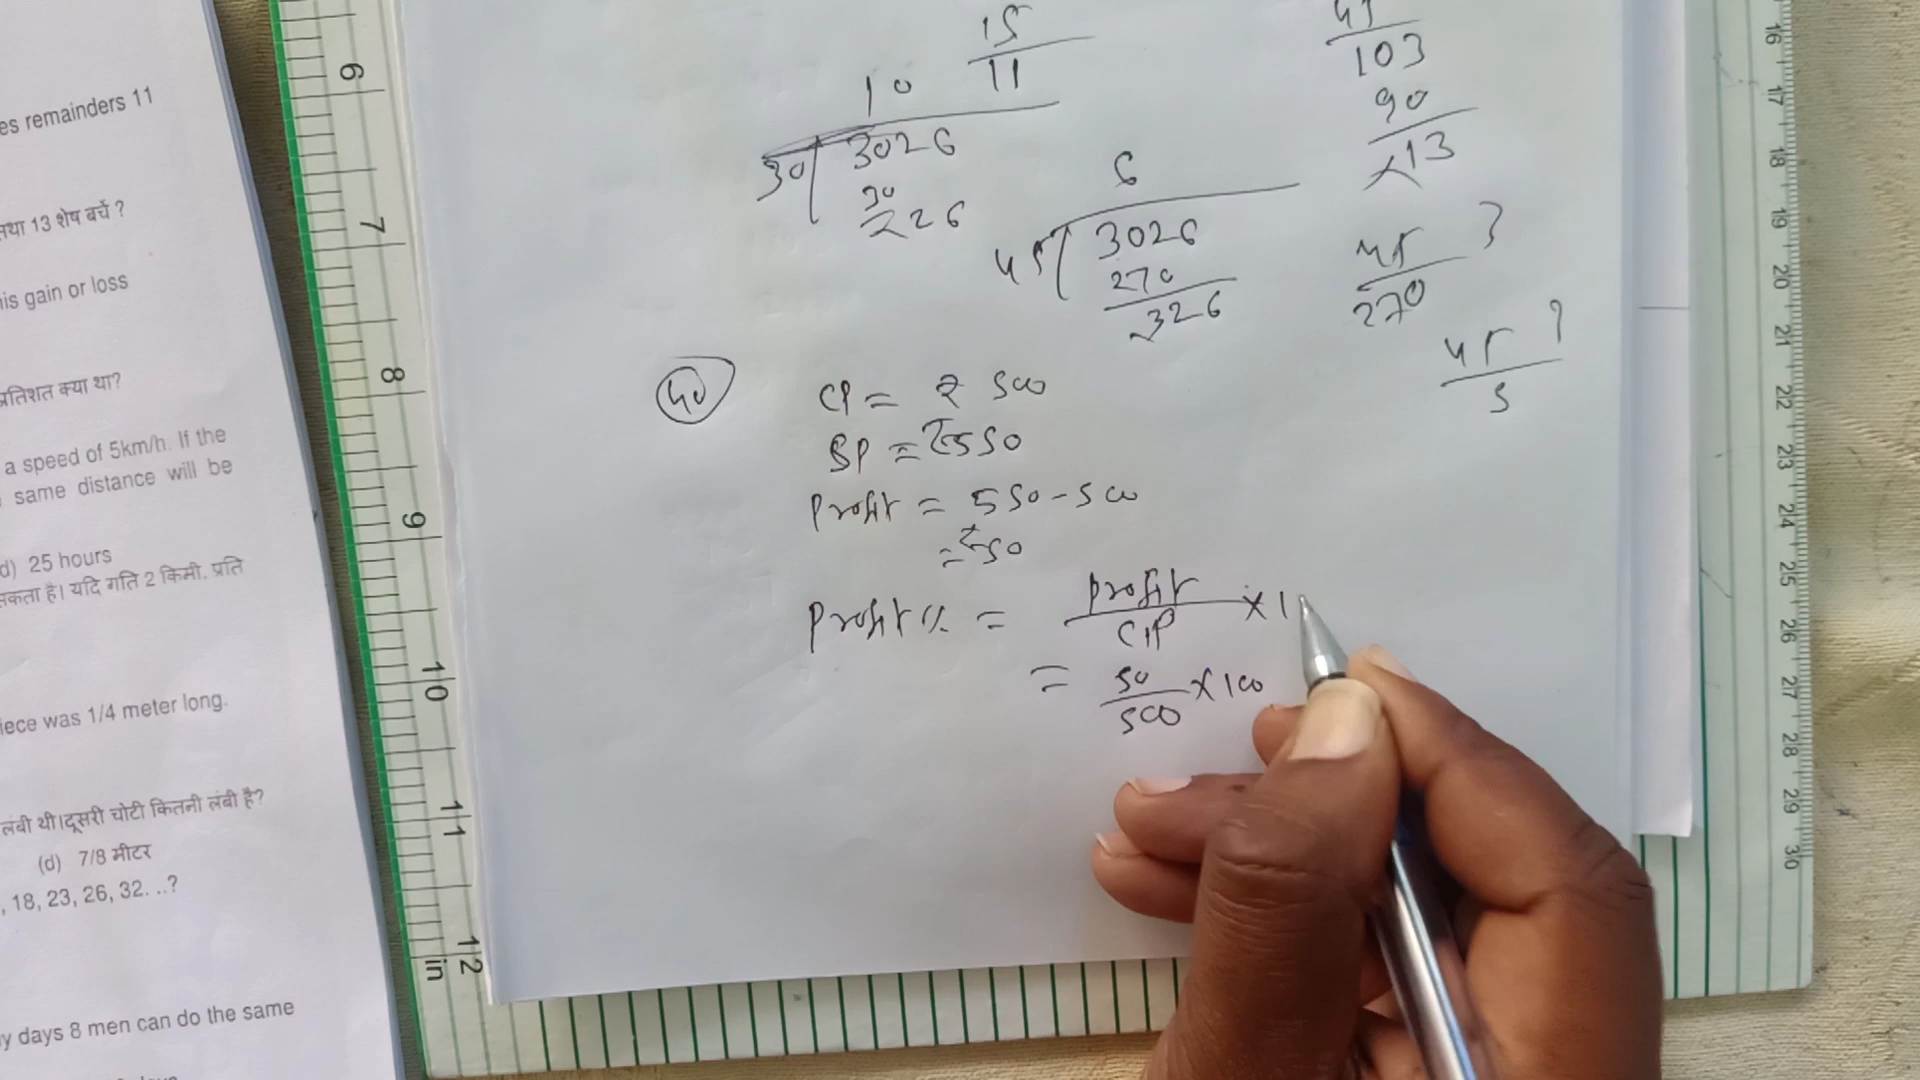 es remainders 11
तथा 13 शेष बचें ?
his gain or loss
प्रतिशत क्या था?
a speed of 5km/h. If the
same distance will be
d) 25 hours
सकता है। यदि गति 2 किमी. प्रति
iece was 1/4 meter long.
लंबी थी।दूसरी चोटी कितनी लंबी है?
(d) 7/8 मीटर
, 18, 23, 26, 32. ..?
y days 8 men can do the same
6
7
8
9
10
11
12
in
15
11
10
30 3026
30
226
6
45 3026
270
326
45
103
90
×13
45 3
270
45 ?
5
40
CP = ₹ 500
SP = ₹550
Profit = 550-500
= ₹50
Profit % = Profit × 1
CP
= 50 × 100
500
16
17
18
19
20
21
22
23
24
25
26
27
28
29
30